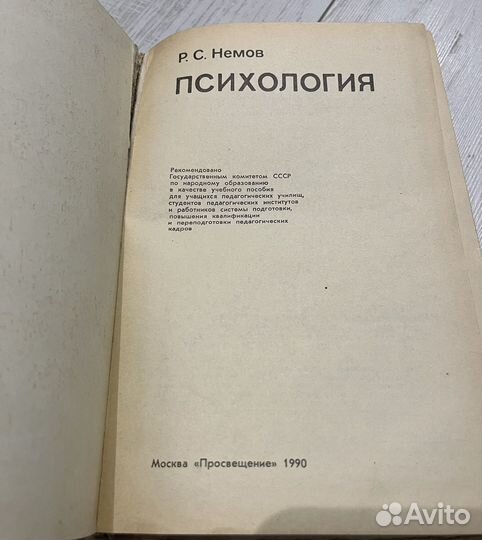 Р. С. Немов
ПСИХОЛОГИЯ
Рекомендовано
Государственным комитетом СССР
по народному образованию
в качестве учебного пособия
для учащихся педагогических училищ,
студентов педагогических институтов
и работников системы подготовки,
повышения квалификации
и переподготовки педагогических
кадров
Москва «Просвещение» 1990
Avito